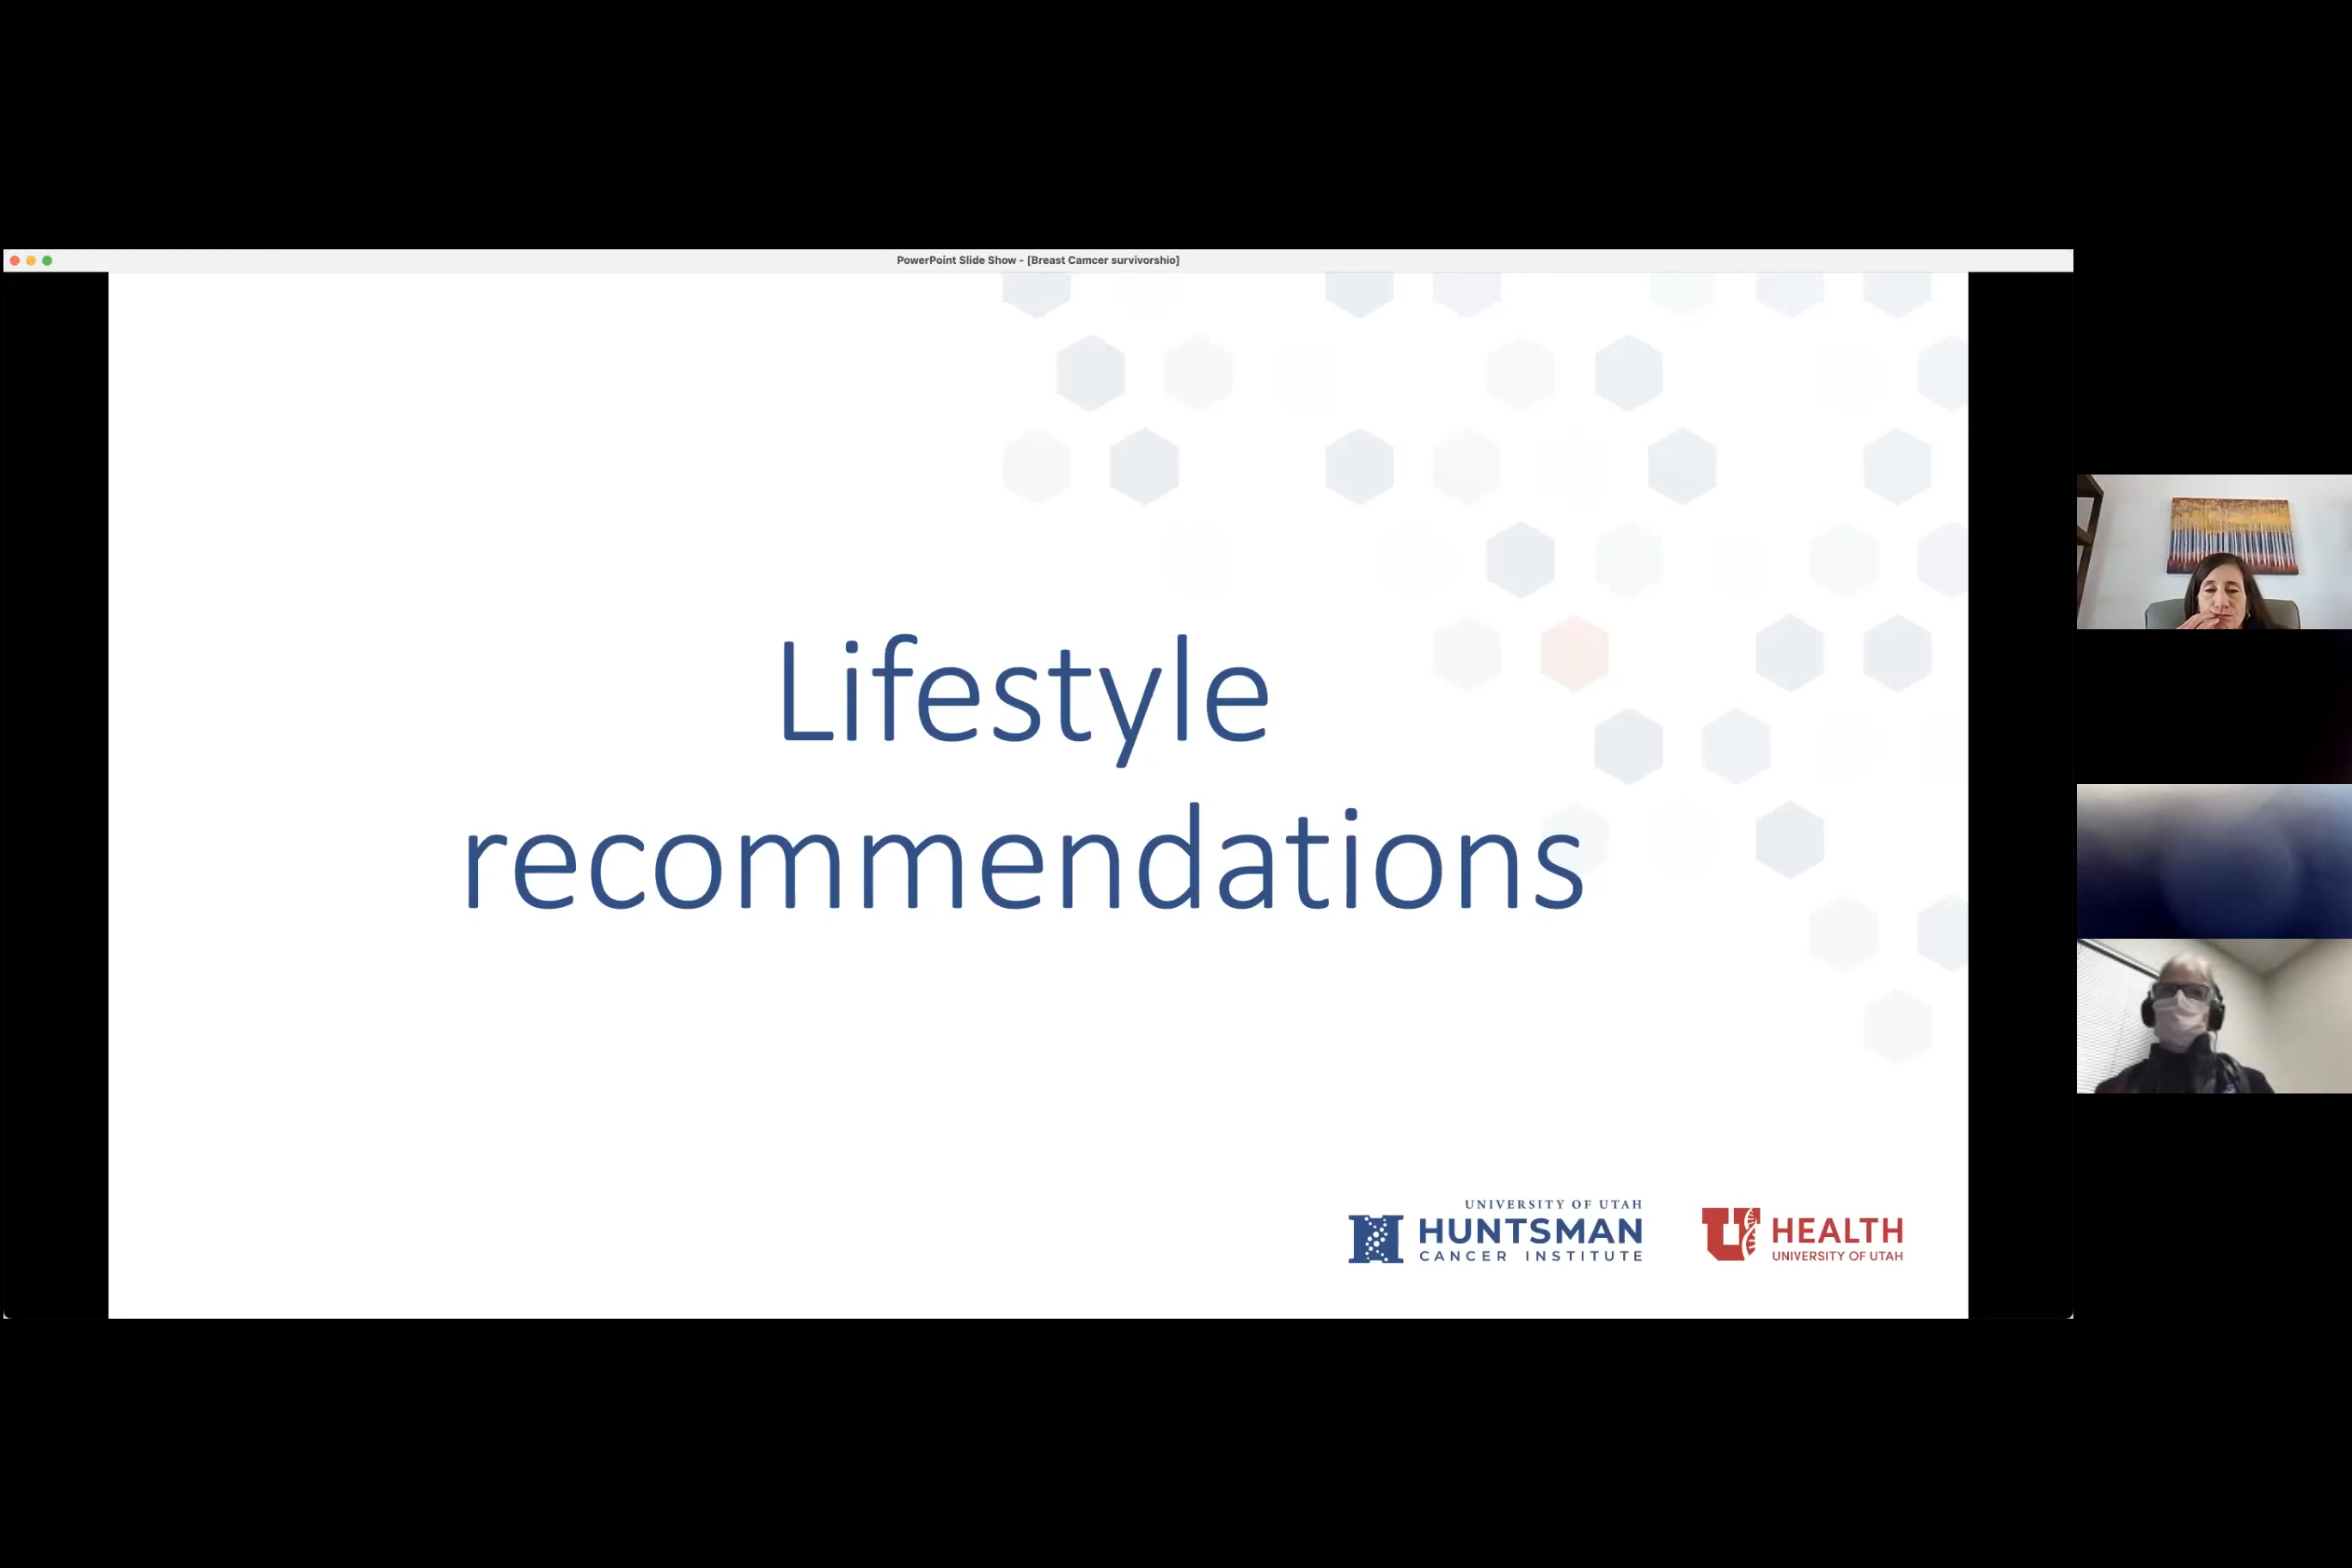 PowerPoint Slide Show - [Breast Camcer survivorshio]
Lifestyle
recommendations
UNIVERSITY OF UTAH
HUNTSMAN
CANCER INSTITUTE
HEALTH
UNIVERSITY OF UTAH